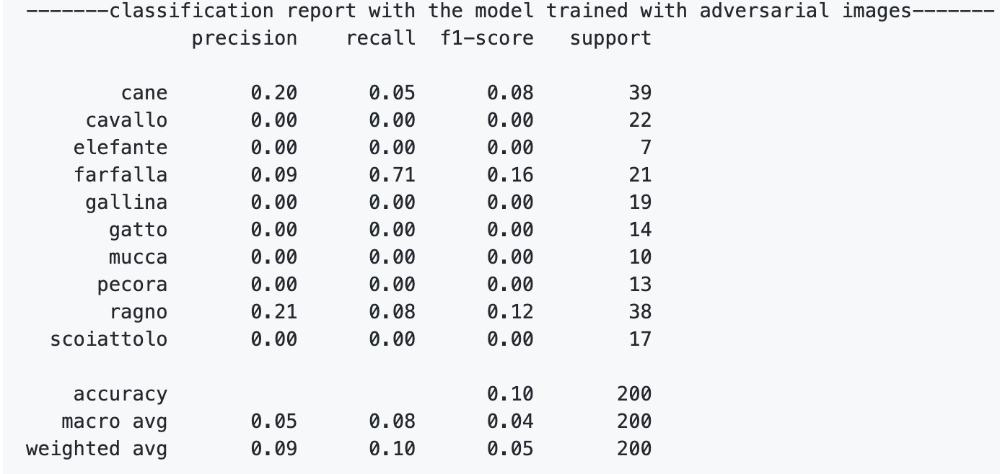 -------classification report with the model trained with adversarial images-------
precision recall f1-score support
cane 0.20 0.05 0.08 39
cavallo 0.00 0.00 0.00 22
elefante 0.00 0.00 0.00 7
farfalla 0.09 0.71 0.16 21
gallina 0.00 0.00 0.00 19
gatto 0.00 0.00 0.00 14
mucca 0.00 0.00 0.00 10
pecora 0.00 0.00 0.00 13
ragno 0.21 0.08 0.12 38
scoiattolo 0.00 0.00 0.00 17
accuracy 0.10 200
macro avg 0.05 0.08 0.04 200
weighted avg 0.09 0.10 0.05 200